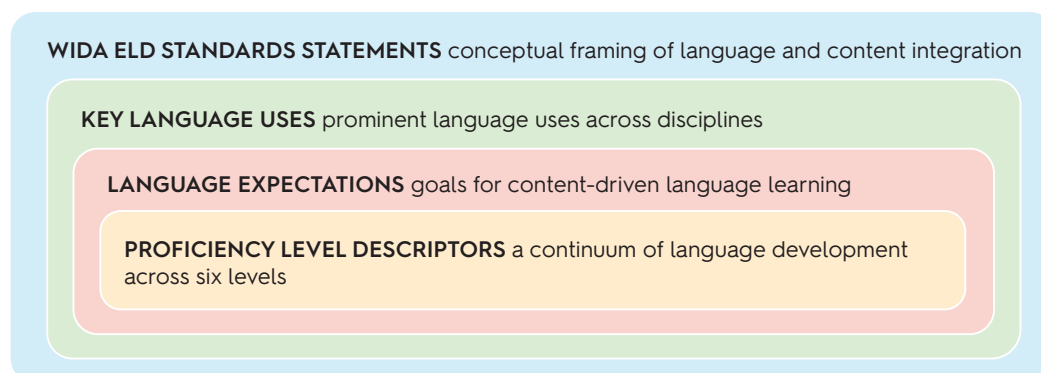 WIDA ELD STANDARDS STATEMENTS conceptual framing of language and content integration
KEY LANGUAGE USES prominent language uses across disciplines
LANGUAGE EXPECTATIONS goals for content-driven language learning
PROFICIENCY LEVEL DESCRIPTORS a continuum of language development
across six levels